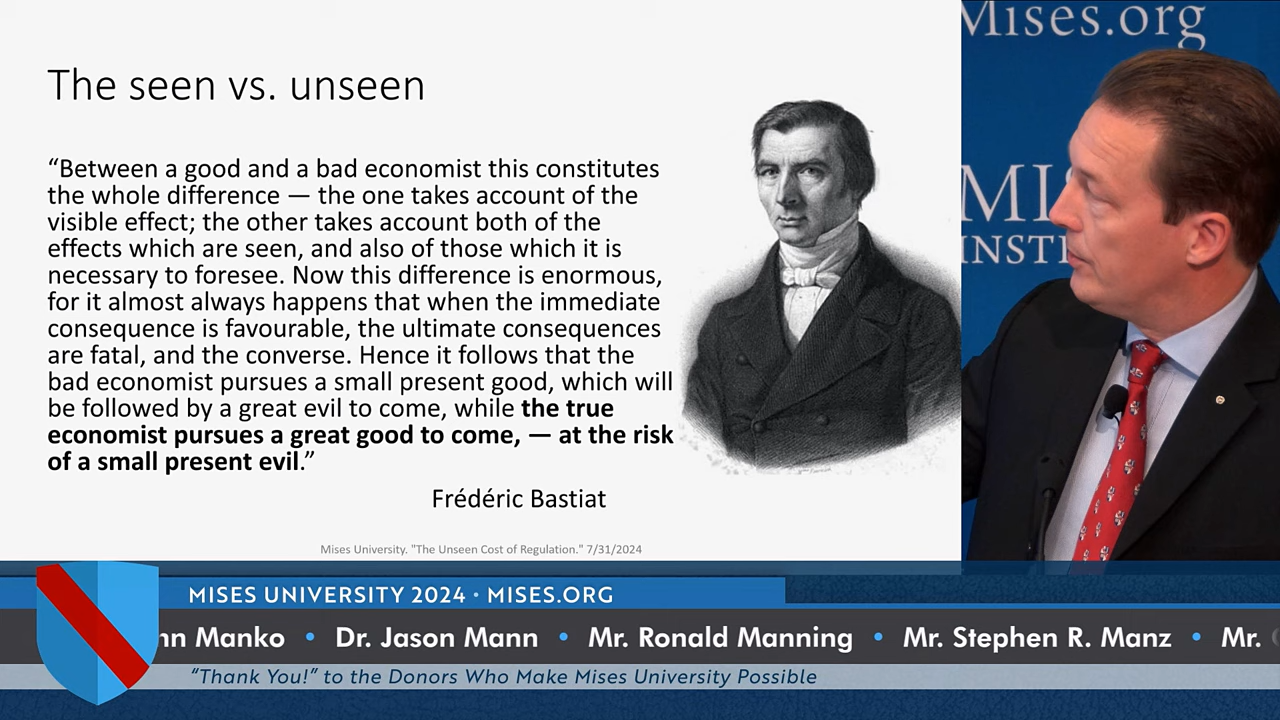 The seen vs. unseen
“Between a good and a bad economist this constitutes
the whole difference — the one takes account of the
visible effect; the other takes account both of the
effects which are seen, and also of those which it is
necessary to foresee. Now this difference is enormous,
for it almost always happens that when the immediate
consequence is favourable, the ultimate consequences
are fatal, and the converse. Hence it follows that the
bad economist pursues a small present good, which will
be followed by a great evil to come, while the true
economist pursues a great good to come, — at the risk
of a small present evil.”
Frédéric Bastiat
Mises University. "The Unseen Cost of Regulation." 7/31/2024
Mises.org
MI
INSTI
MISES UNIVERSITY 2024 • MISES.ORG
nn Manko • Dr. Jason Mann • Mr. Ronald Manning • Mr. Stephen R. Manz • Mr.
“Thank You!” to the Donors Who Make Mises University Possible